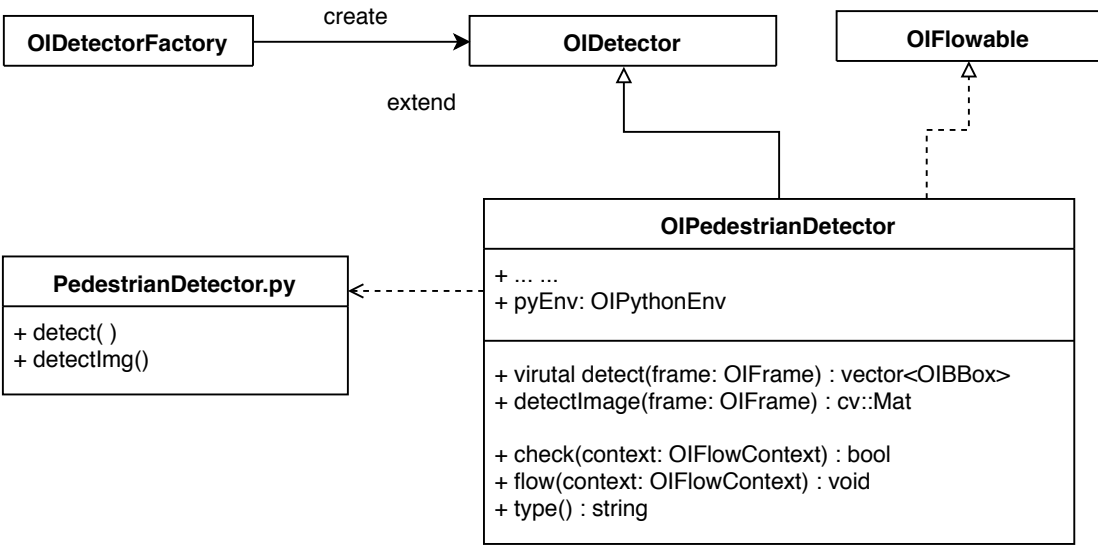 create
OIDetectorFactory
OIDetector
OIFlowable
extend
OIPedestrianDetector
+ ... ...
+ pyEnv: OIPythonEnv
PedestrianDetector.py
+ detect( )
+ detectImg()
+ virutal detect(frame: OIFrame) : vector<OIBBox>
+ detectImage(frame: OIFrame) : cv::Mat
+ check(context: OIFlowContext) : bool
+ flow(context: OIFlowContext) : void
+ type() : string